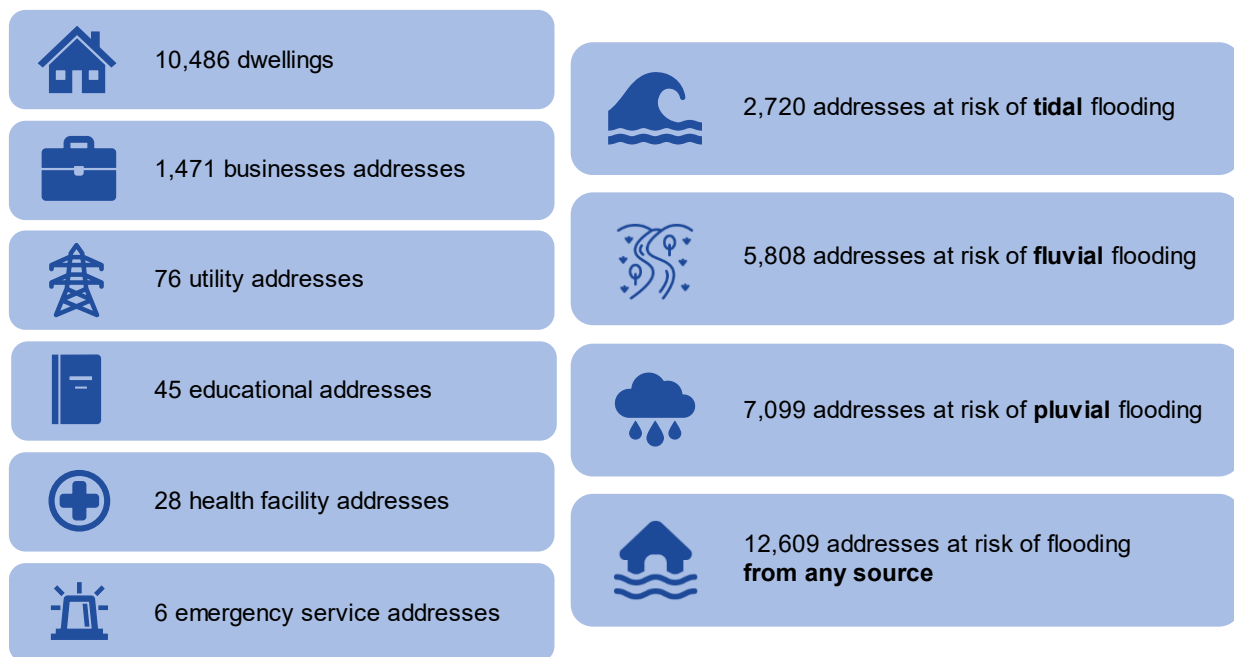 10,486 dwellings
1,471 businesses addresses
76 utility addresses
45 educational addresses
28 health facility addresses
6 emergency service addresses
2,720 addresses at risk of tidal flooding
5,808 addresses at risk of fluvial flooding
7,099 addresses at risk of pluvial flooding
12,609 addresses at risk of flooding
from any source